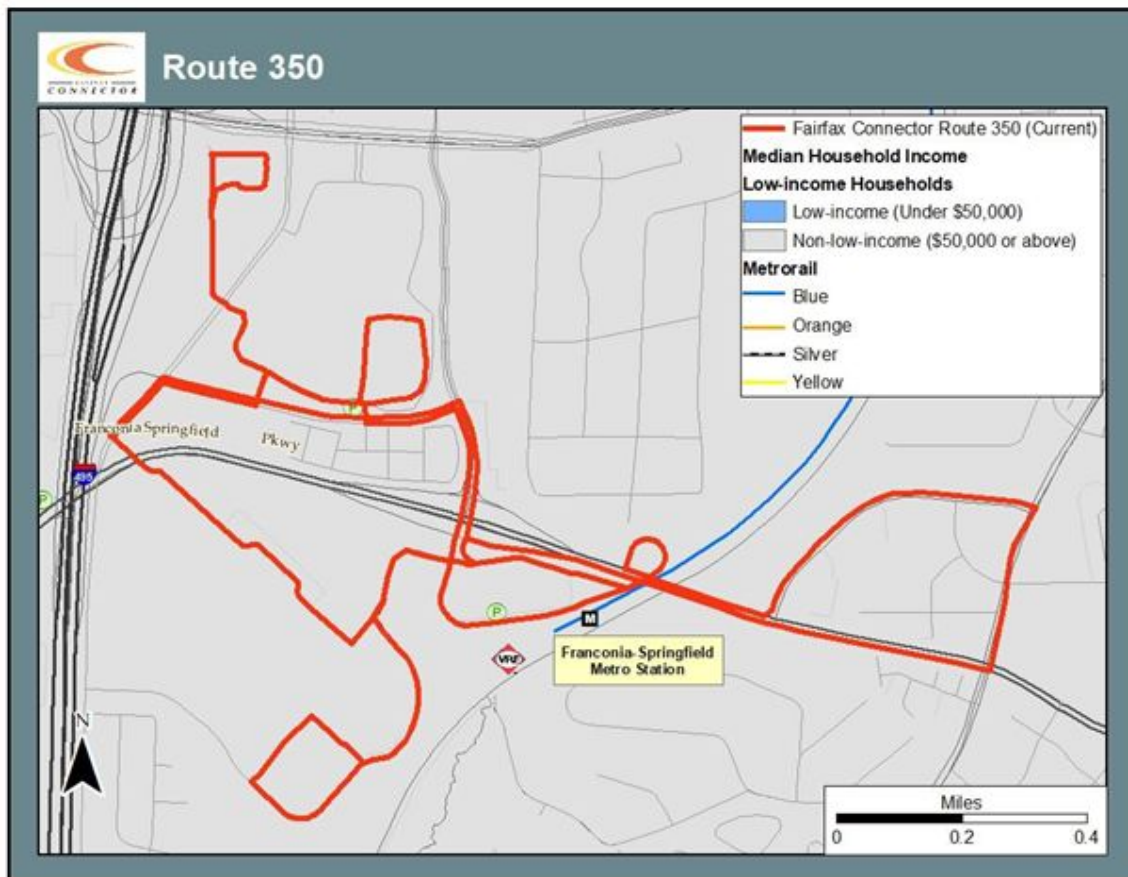 CONNECTOR
Route 350
Fairfax Connector Route 350 (Current)
Median Household Income
Low-income Households
Low-income (Under $50,000)
Non-low-income ($50,000 or above)
Metrorail
Blue
Orange
Silver
Yellow
P
Franconia Springfield Pkwy
P
P
M
VRE
Franconia-Springfield
Metro Station
N
Miles
0 0.2 0.4